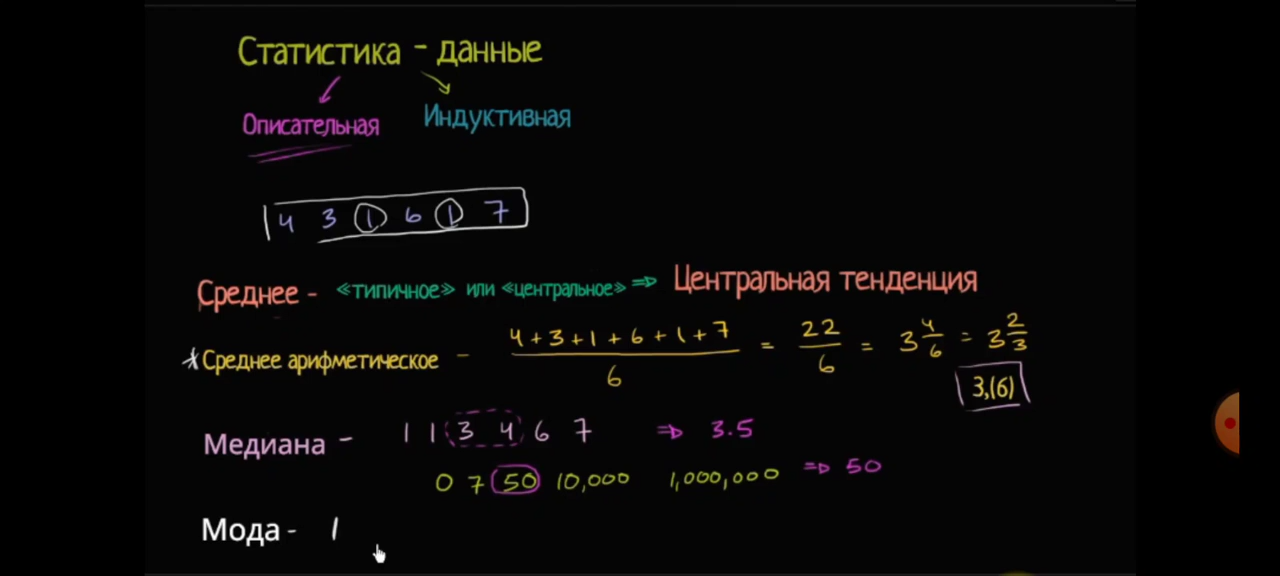 Статистика - данные
Описательная Индуктивная
4 3 1 6 1 7
Среднее - «типичное» или «центральное» ⇒ Центральная тенденция
*Среднее арифметическое - (4+3+1+6+1+7)/6 = 22/6 = 3 4/6 = 3 2/3
3,(6)
Медиана - 1 1 3 4 6 7 ⇒ 3.5
0 7 50 10,000 1,000,000 ⇒ 50
Мода - 1